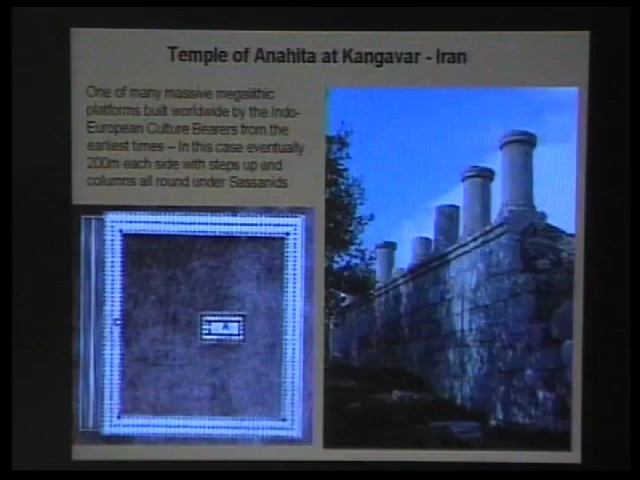 Temple of Anahita at Kangavar - Iran
One of many massive megalithic
platforms built worldwide by the Indo-
European Culture Bearers from the
earliest times – In this case eventually
200m each side with steps up and
columns all round under Sassanids
A